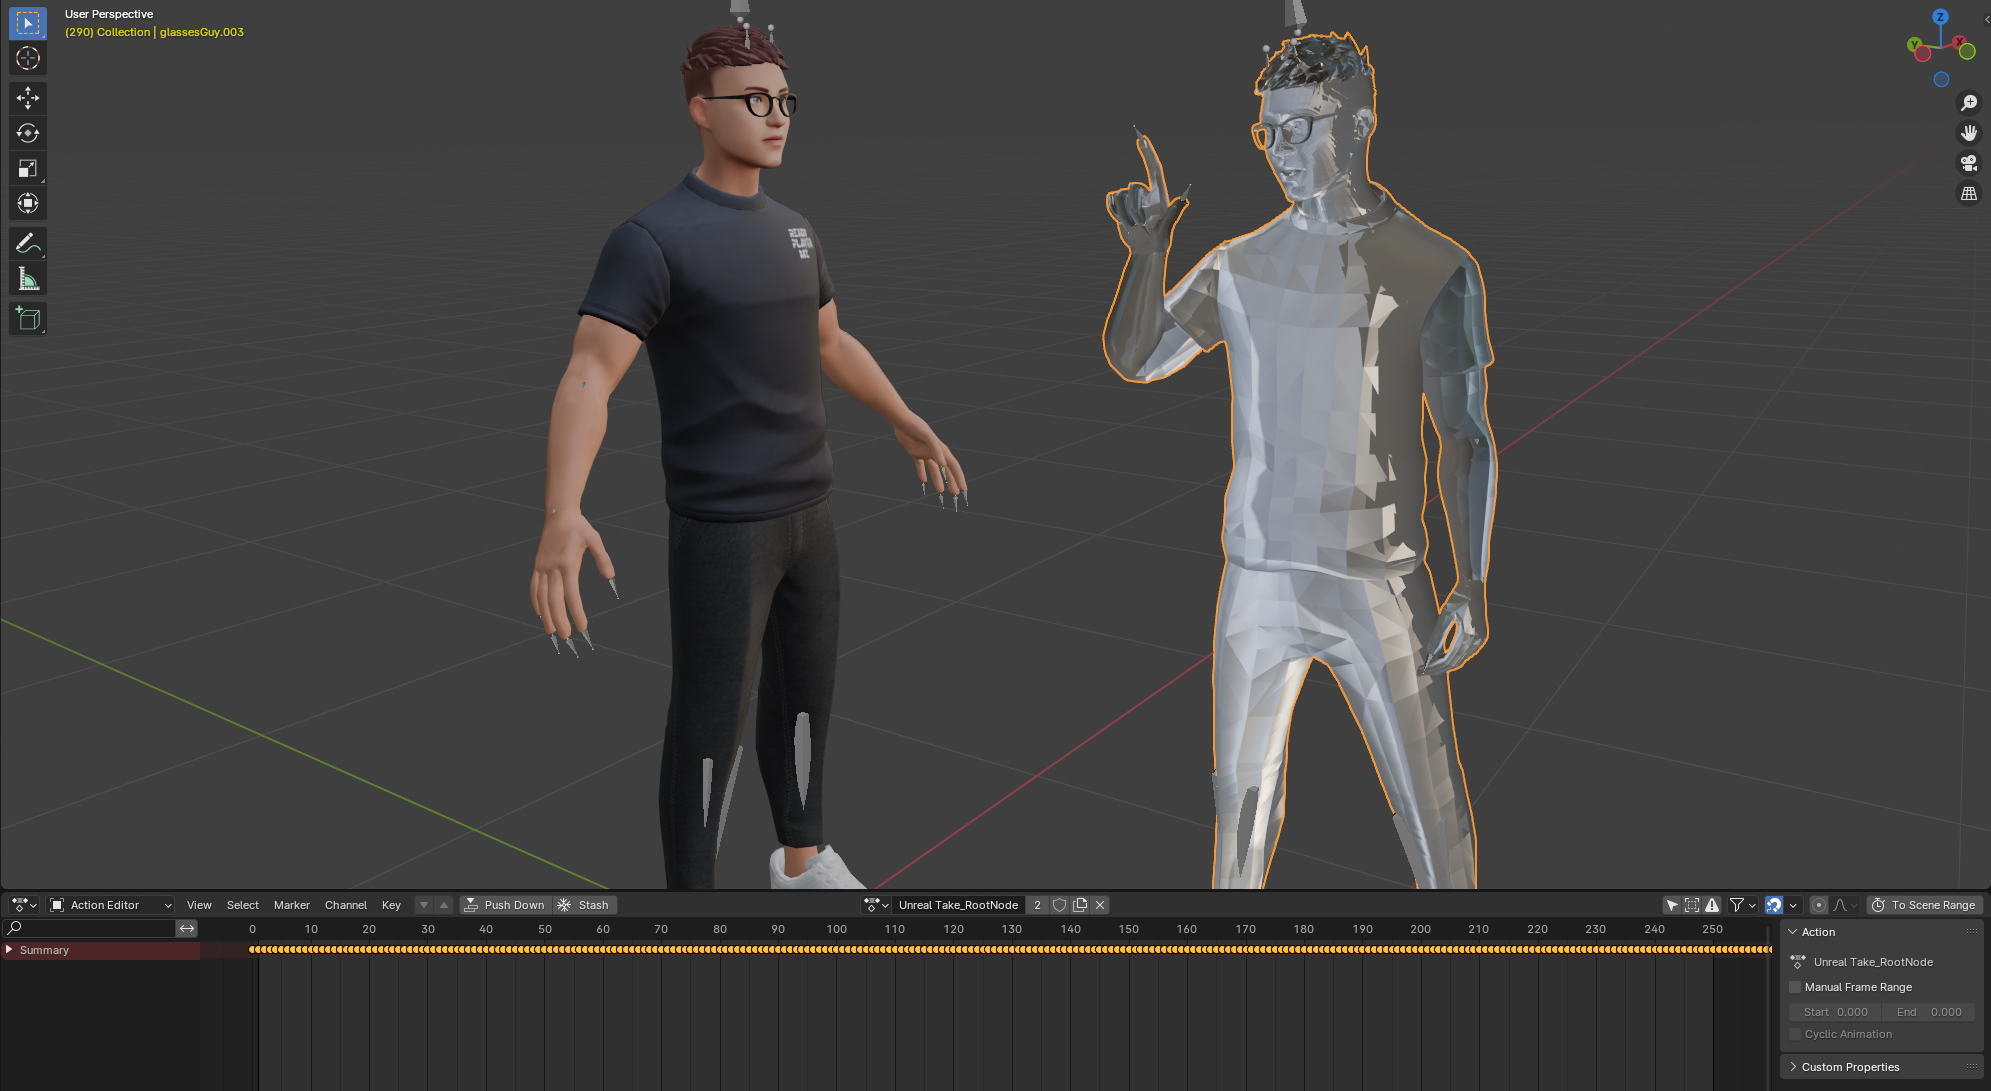 User Perspective
(290) Collection | glassesGuy.003
Z
Y
X
READY
PLAYER
ME
Action Editor View Select Marker Channel Key Push Down Stash Unreal Take_RootNode 2 To Scene Range
0 10 20 30 40 50 60 70 80 90 100 110 120 130 140 150 160 170 180 190 200 210 220 230 240 250
Summary
Action
Unreal Take_RootNode
Manual Frame Range
Start 0.000 End 0.000
Cyclic Animation
Custom Properties